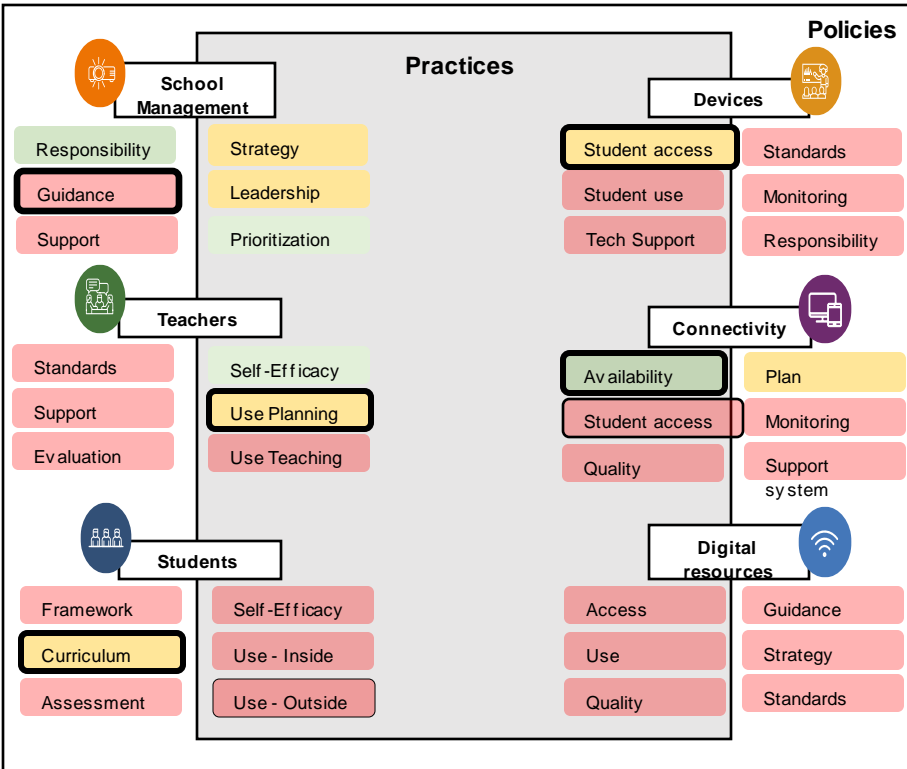 Policies
Practices
School
Management
Responsibility
Guidance
Support
Strategy
Leadership
Prioritization
Devices
Student access
Student use
Tech Support
Standards
Monitoring
Responsibility
Teachers
Standards
Support
Evaluation
Self-Efficacy
Use Planning
Use Teaching
Connectivity
Availability
Student access
Quality
Plan
Monitoring
Support
system
Students
Framework
Curriculum
Assessment
Self-Efficacy
Use - Inside
Use - Outside
Digital
resources
Access
Use
Quality
Guidance
Strategy
Standards